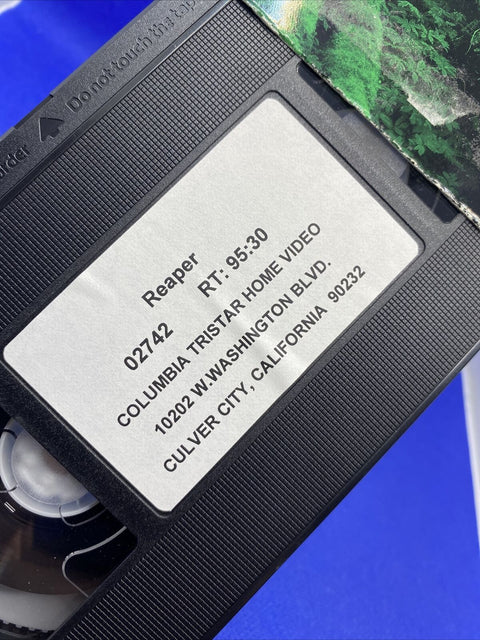 Do not touch the tap
Reaper
02742 RT: 95:30
COLUMBIA TRISTAR HOME VIDEO
10202 W.WASHINGTON BLVD.
CULVER CITY, CALIFORNIA 90232